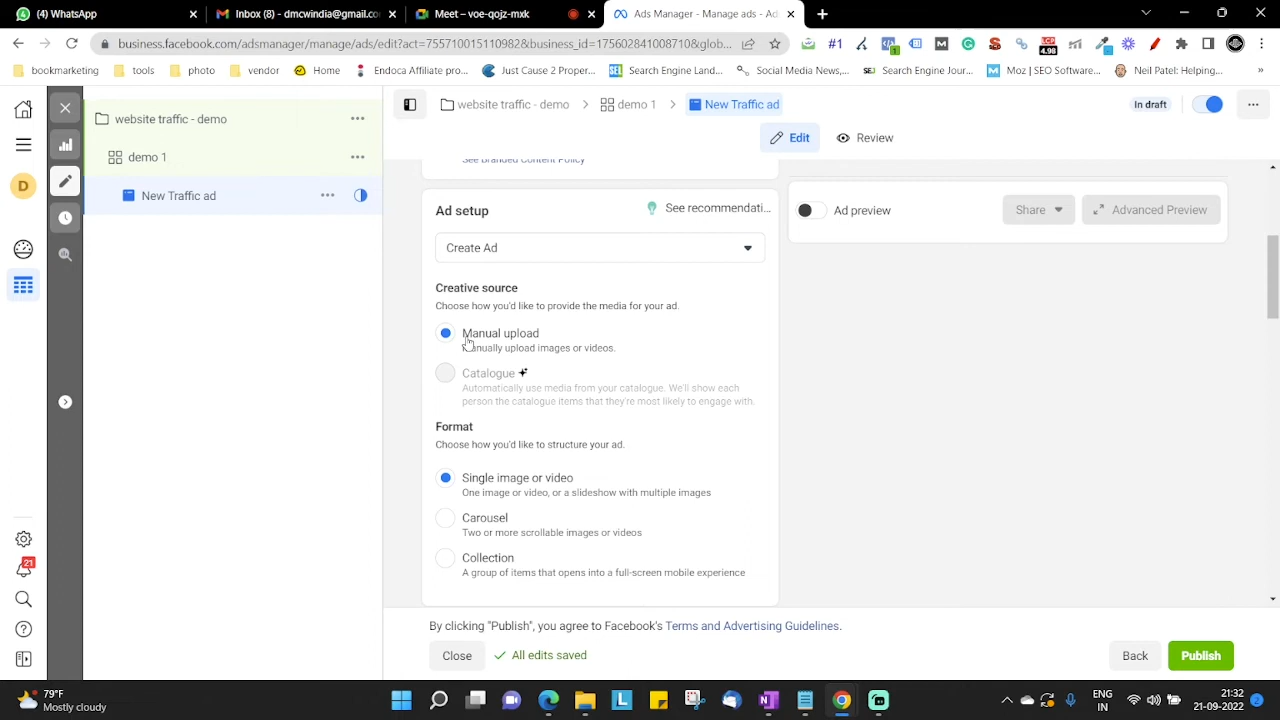 (4) WhatsApp
Inbox (8) - dmcwindia@gmail.co
Meet – voe-qojz-mxk
Ads Manager - Manage ads - Ad
business.facebook.com/adsmanager/manage/ads/edit?act=755710015110982&business_id=175602841008710&glob...
#1
LCP
4.98
1
bookmarketing
tools
photo
vendor
Home
Endoca Affiliate pro...
Just Cause 2 Proper...
Search Engine Land...
Social Media News,...
Search Engine Jour...
Moz | SEO Software...
Neil Patel: Helping...
»
website traffic - demo
demo 1
New Traffic ad
D
21
website traffic - demo
demo 1
New Traffic ad
In draft
Edit
Review
See Branded Content Policy
Ad setup
See recommendati...
Create Ad
Creative source
Choose how you'd like to provide the media for your ad.
Manual upload
nually upload images or videos.
Catalogue
Automatically use media from your catalogue. We'll show each
person the catalogue items that they're most likely to engage with.
Format
Choose how you'd like to structure your ad.
Single image or video
One image or video, or a slideshow with multiple images
Carousel
Two or more scrollable images or videos
Collection
A group of items that opens into a full-screen mobile experience
Ad preview
Share
Advanced Preview
By clicking "Publish", you agree to Facebook's Terms and Advertising Guidelines.
Close
All edits saved
Back
Publish
79°F
Mostly cloudy
ENG
IN
21:32
21-09-2022
2